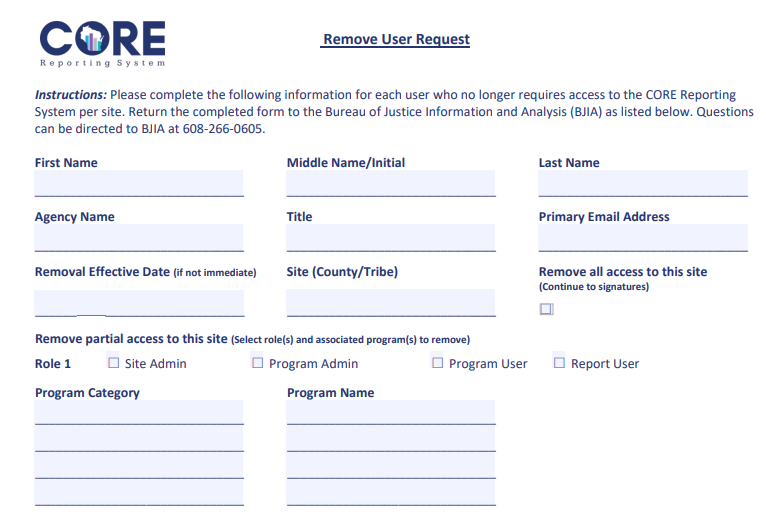 CORE
Reporting System
Remove User Request
Instructions: Please complete the following information for each user who no longer requires access to the CORE Reporting
System per site. Return the completed form to the Bureau of Justice Information and Analysis (BJIA) as listed below. Questions
can be directed to BJIA at 608-266-0605.
First Name Middle Name/Initial Last Name
Agency Name Title Primary Email Address
Removal Effective Date (if not immediate) Site (County/Tribe) Remove all access to this site
(Continue to signatures)
Remove partial access to this site (Select role(s) and associated program(s) to remove)
Role 1 Site Admin Program Admin Program User Report User
Program Category Program Name